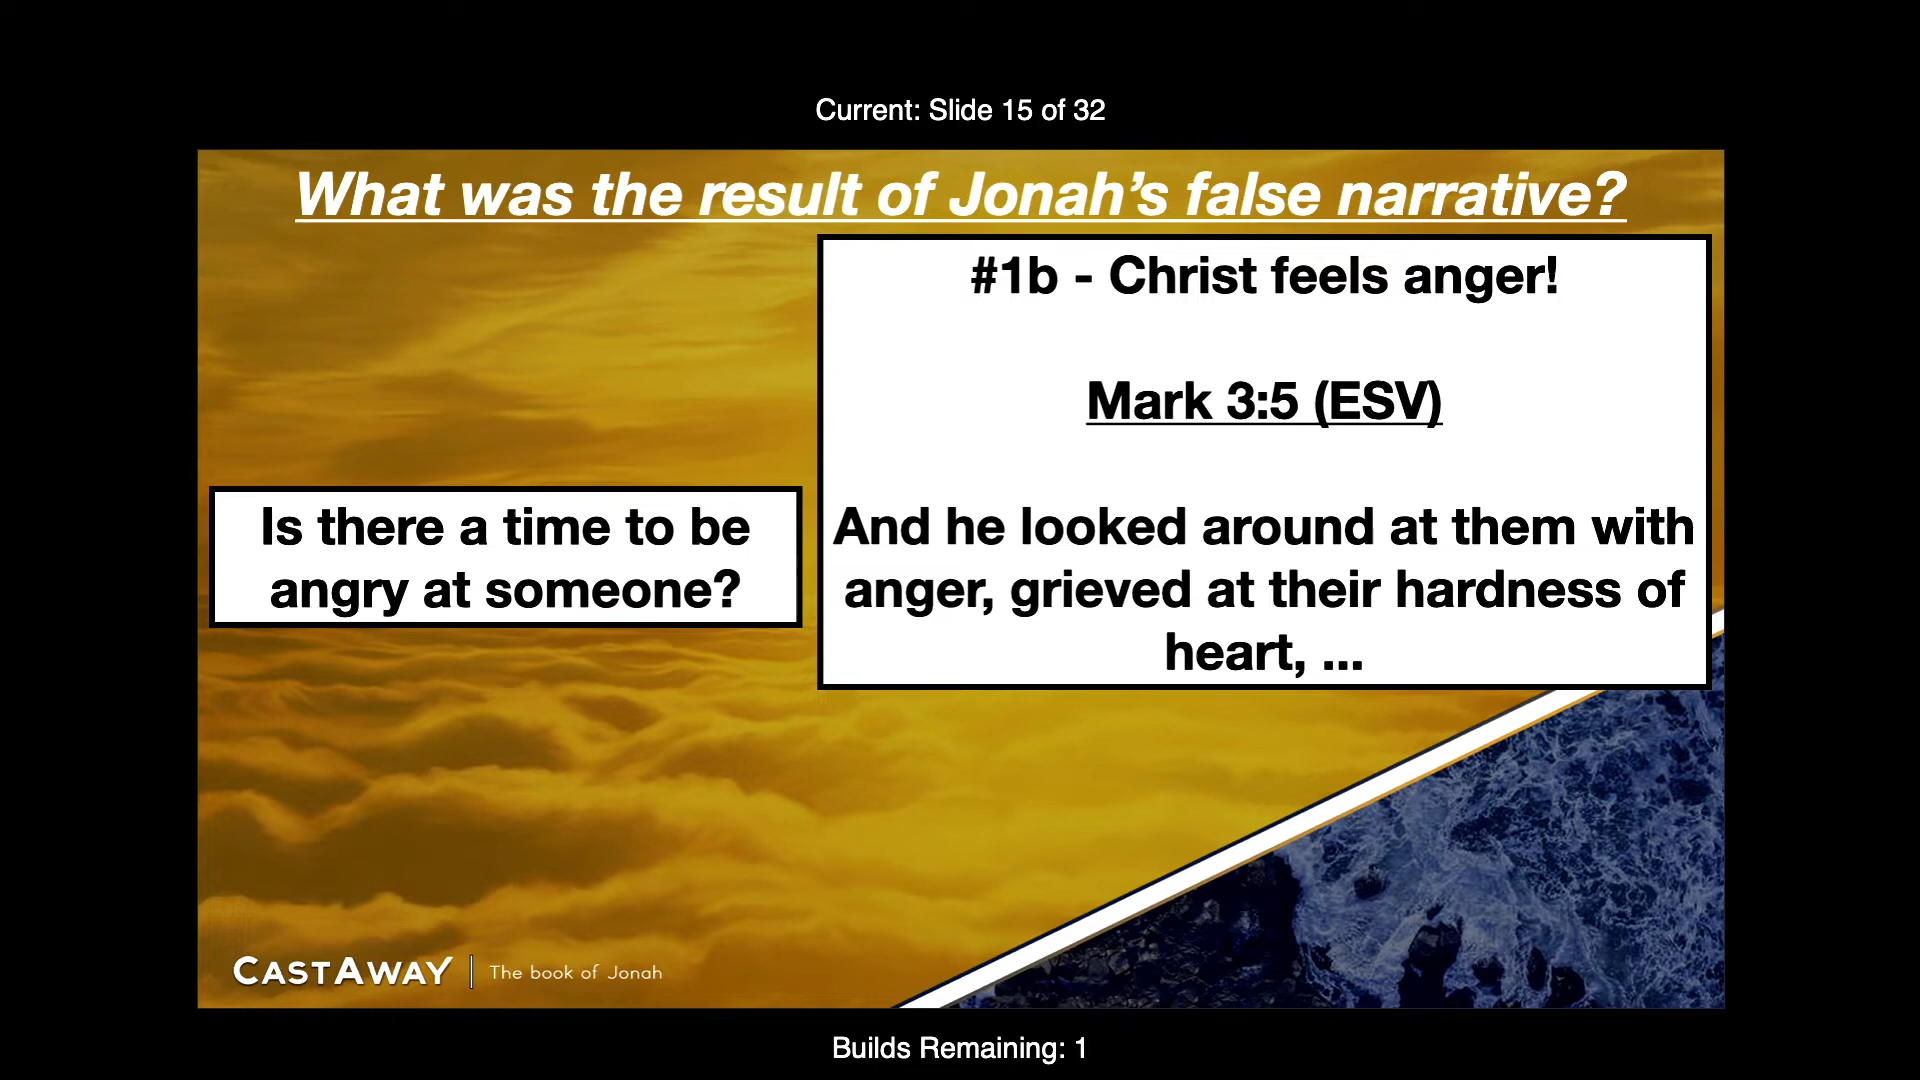 Current: Slide 15 of 32
What was the result of Jonah’s false narrative?
Is there a time to be
angry at someone?
#1b - Christ feels anger!
Mark 3:5 (ESV)
And he looked around at them with
anger, grieved at their hardness of
heart, ...
CASTAWAY | The book of Jonah
Builds Remaining: 1